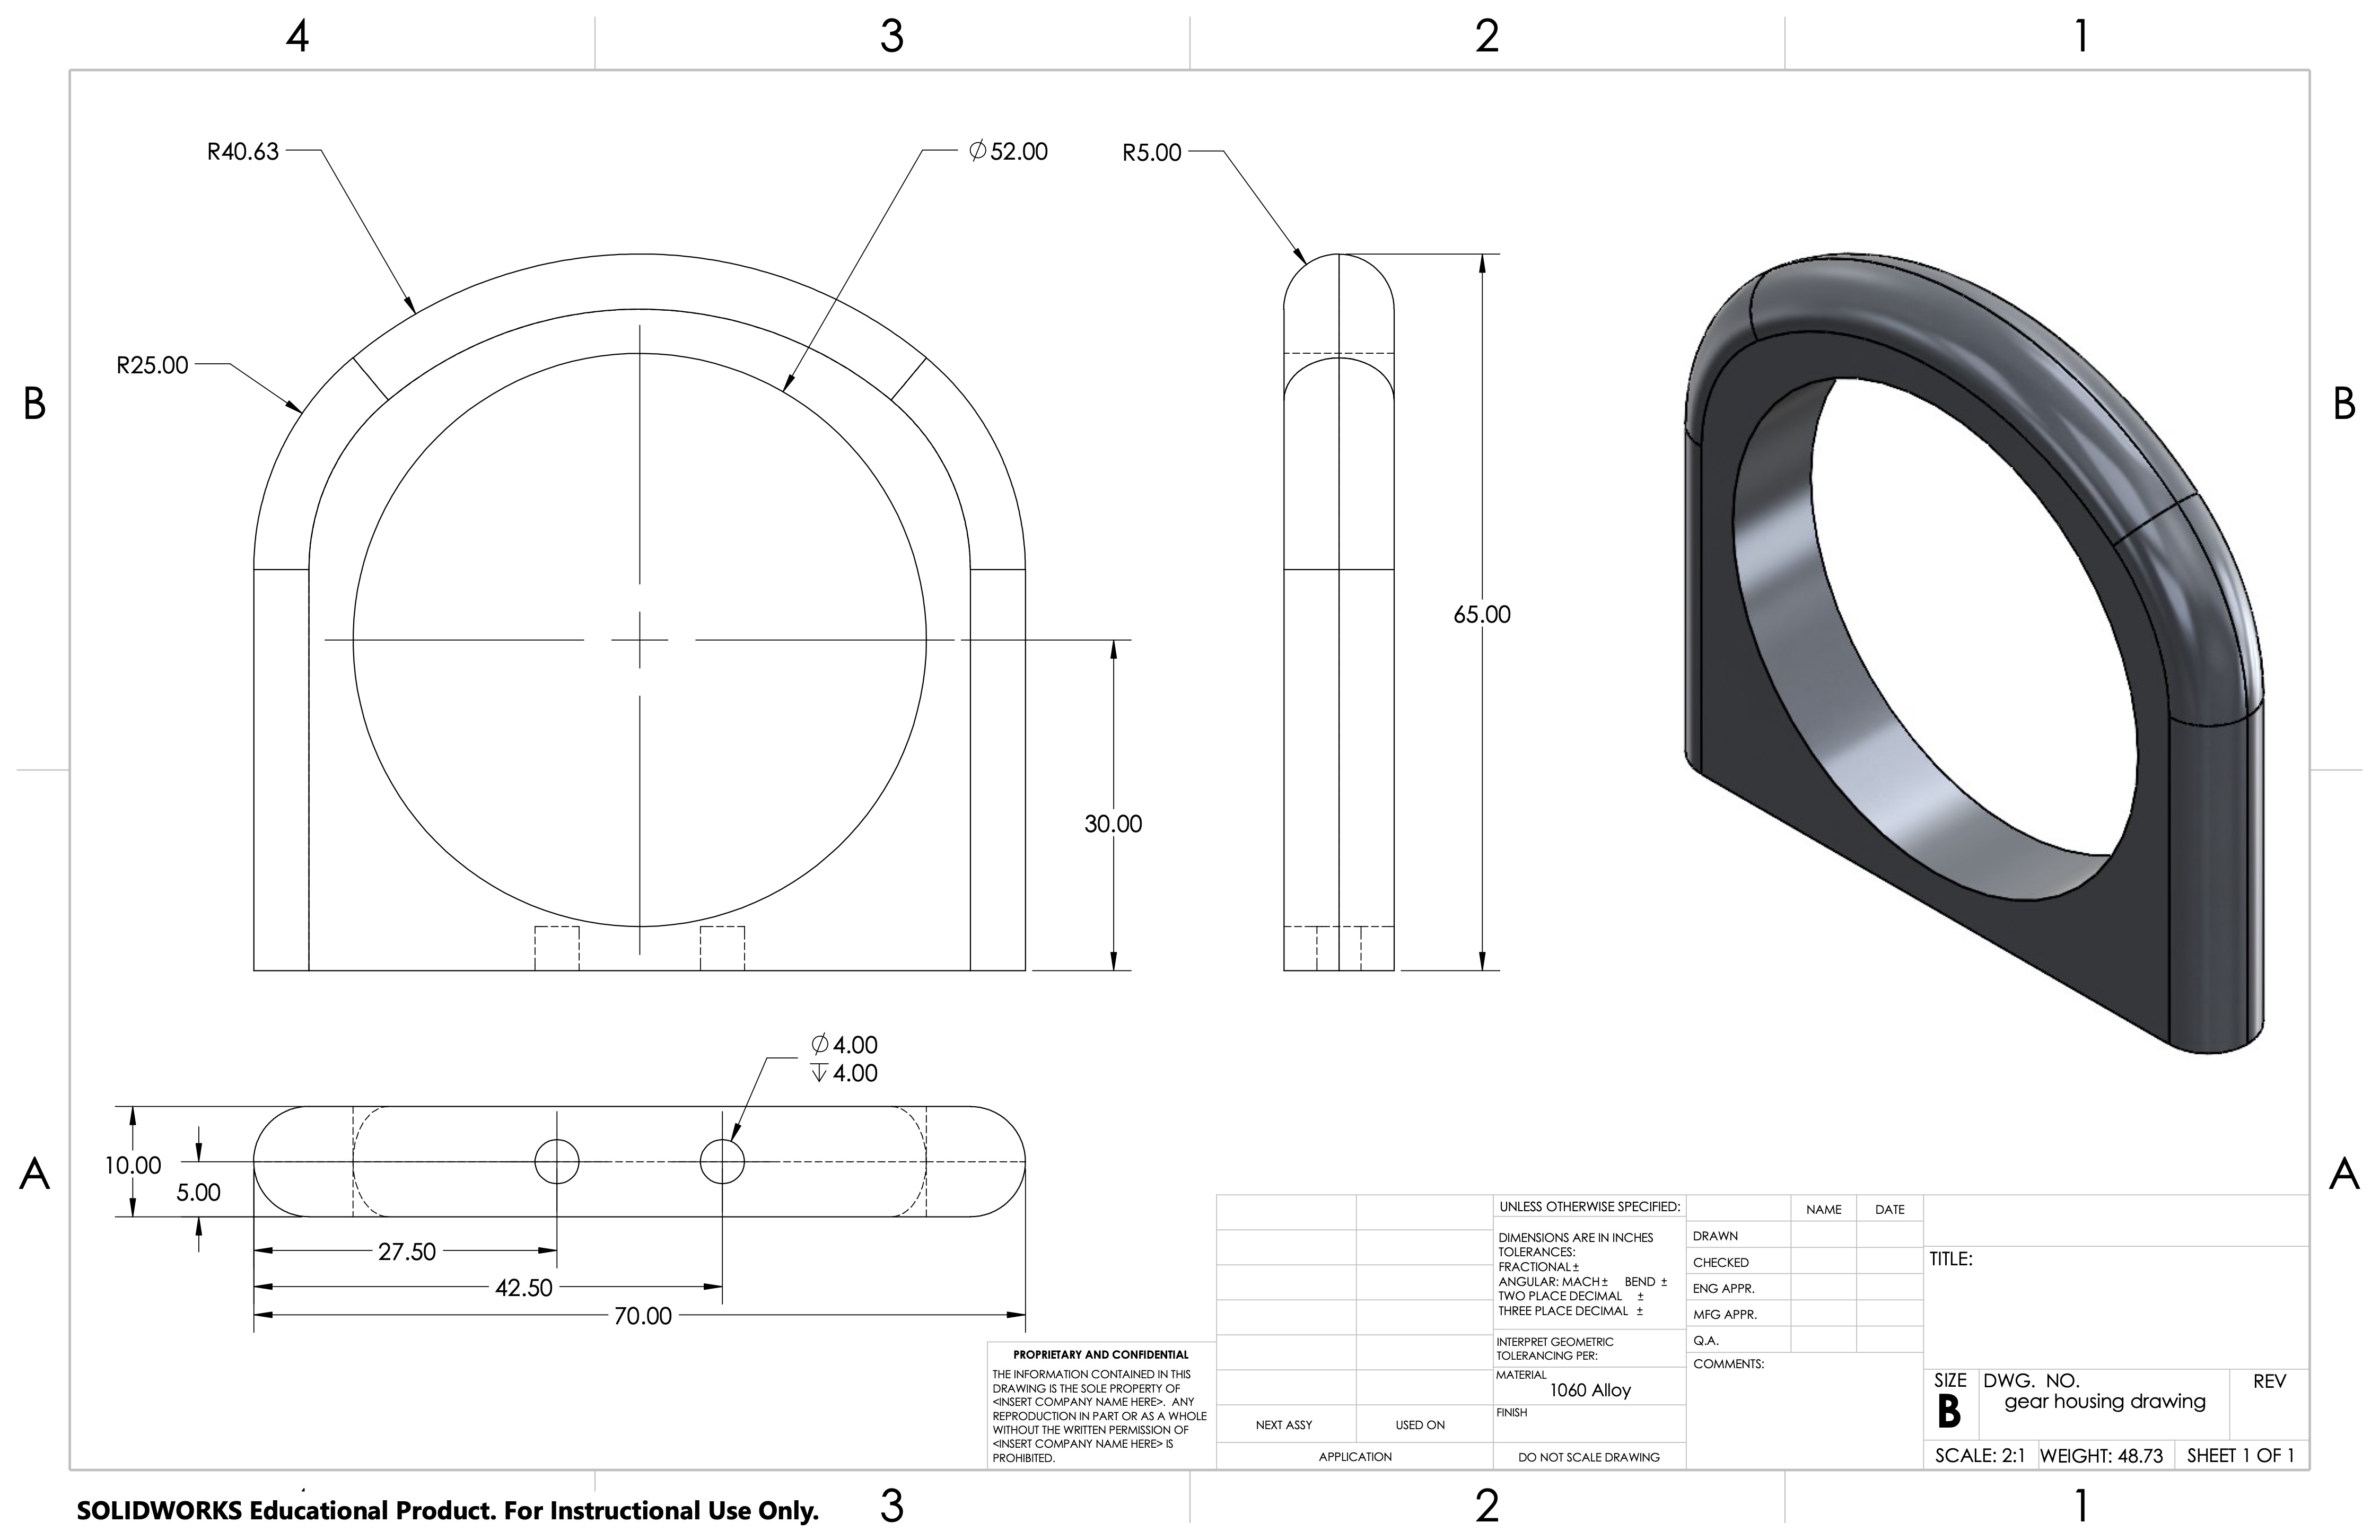 4
3
2
1
R40.63
⌀52.00
R5.00
R25.00
B
B
65.00
30.00
⌀4.00
↧4.00
10.00
5.00
A
A
27.50
42.50
70.00
PROPRIETARY AND CONFIDENTIAL
THE INFORMATION CONTAINED IN THIS
DRAWING IS THE SOLE PROPERTY OF
<INSERT COMPANY NAME HERE>. ANY
REPRODUCTION IN PART OR AS A WHOLE
WITHOUT THE WRITTEN PERMISSION OF
<INSERT COMPANY NAME HERE> IS
PROHIBITED.
NEXT ASSY
USED ON
APPLICATION
UNLESS OTHERWISE SPECIFIED:
DIMENSIONS ARE IN INCHES
TOLERANCES:
FRACTIONAL ±
ANGULAR: MACH ± BEND ±
TWO PLACE DECIMAL ±
THREE PLACE DECIMAL ±
INTERPRET GEOMETRIC
TOLERANCING PER:
MATERIAL
1060 Alloy
FINISH
DO NOT SCALE DRAWING
NAME
DATE
DRAWN
CHECKED
ENG APPR.
MFG APPR.
Q.A.
COMMENTS:
TITLE:
SIZE
B
DWG. NO.
gear housing drawing
REV
SCALE: 2:1
WEIGHT: 48.73
SHEET 1 OF 1
SOLIDWORKS Educational Product. For Instructional Use Only.
3
2
1